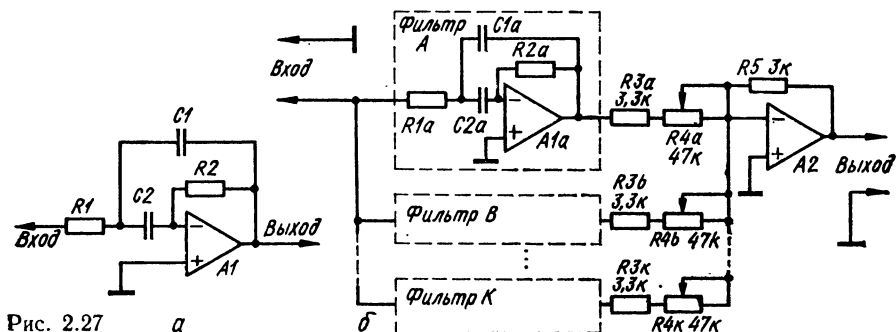 Фильтр
А
C1a
R2a
Вход
R1a
C2a
A1a
R3a
3,3к
R4a
47к
R5 3к
A2
Выход
C1
C2
R2
R1
Вход
Выход
A1
Фильтр В
R3b
3,3к
R4b 47k
Фильтр К
R3к
3,3к
R4к 47к
Рис. 2.27
а
б